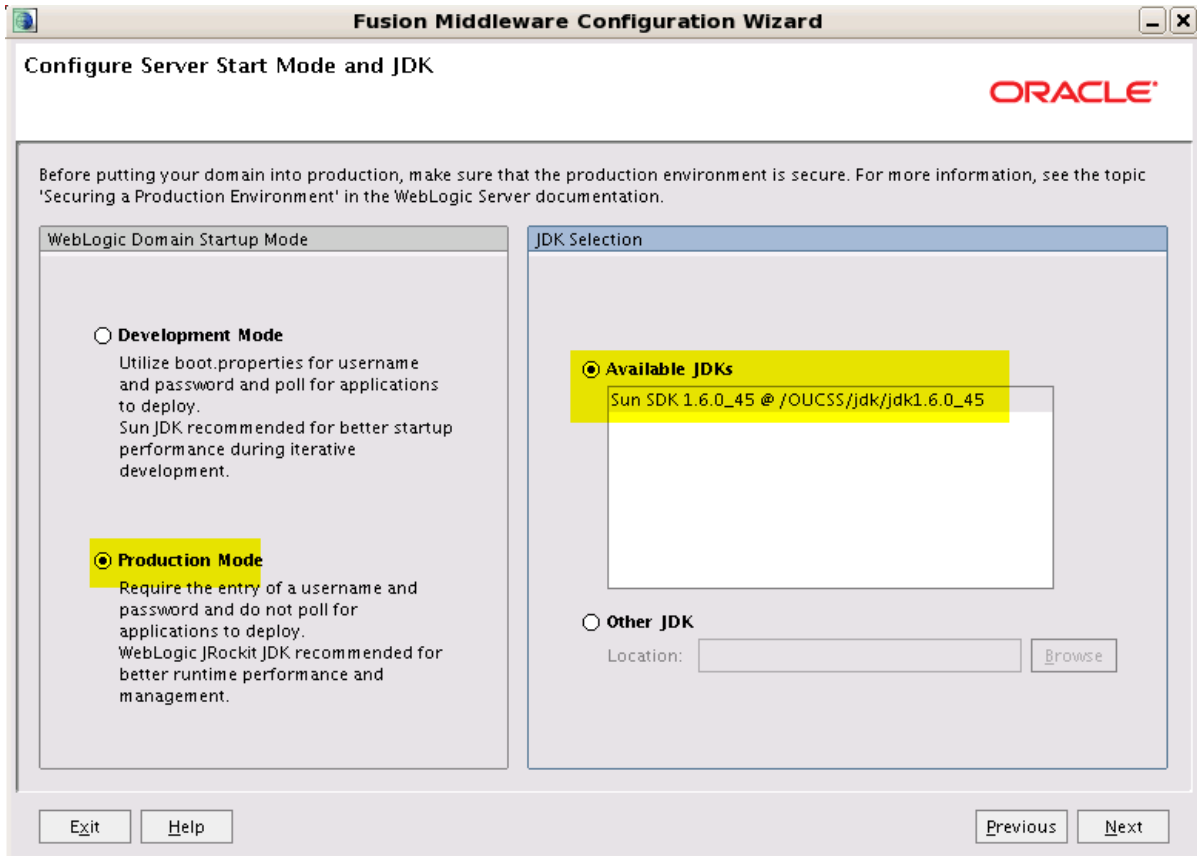 Fusion Middleware Configuration Wizard
Configure Server Start Mode and JDK
ORACLE
Before putting your domain into production, make sure that the production environment is secure. For more information, see the topic
'Securing a Production Environment' in the WebLogic Server documentation.
WebLogic Domain Startup Mode
Development Mode
Utilize boot.properties for username
and password and poll for applications
to deploy.
Sun JDK recommended for better startup
performance during iterative
development.
Production Mode
Require the entry of a username and
password and do not poll for
applications to deploy.
WebLogic JRockit JDK recommended for
better runtime performance and
management.
JDK Selection
Available JDKs
Sun SDK 1.6.0_45 @ /OUCSS/jdk/jdk1.6.0_45
Other JDK
Location:
Browse
Exit
Help
Previous
Next